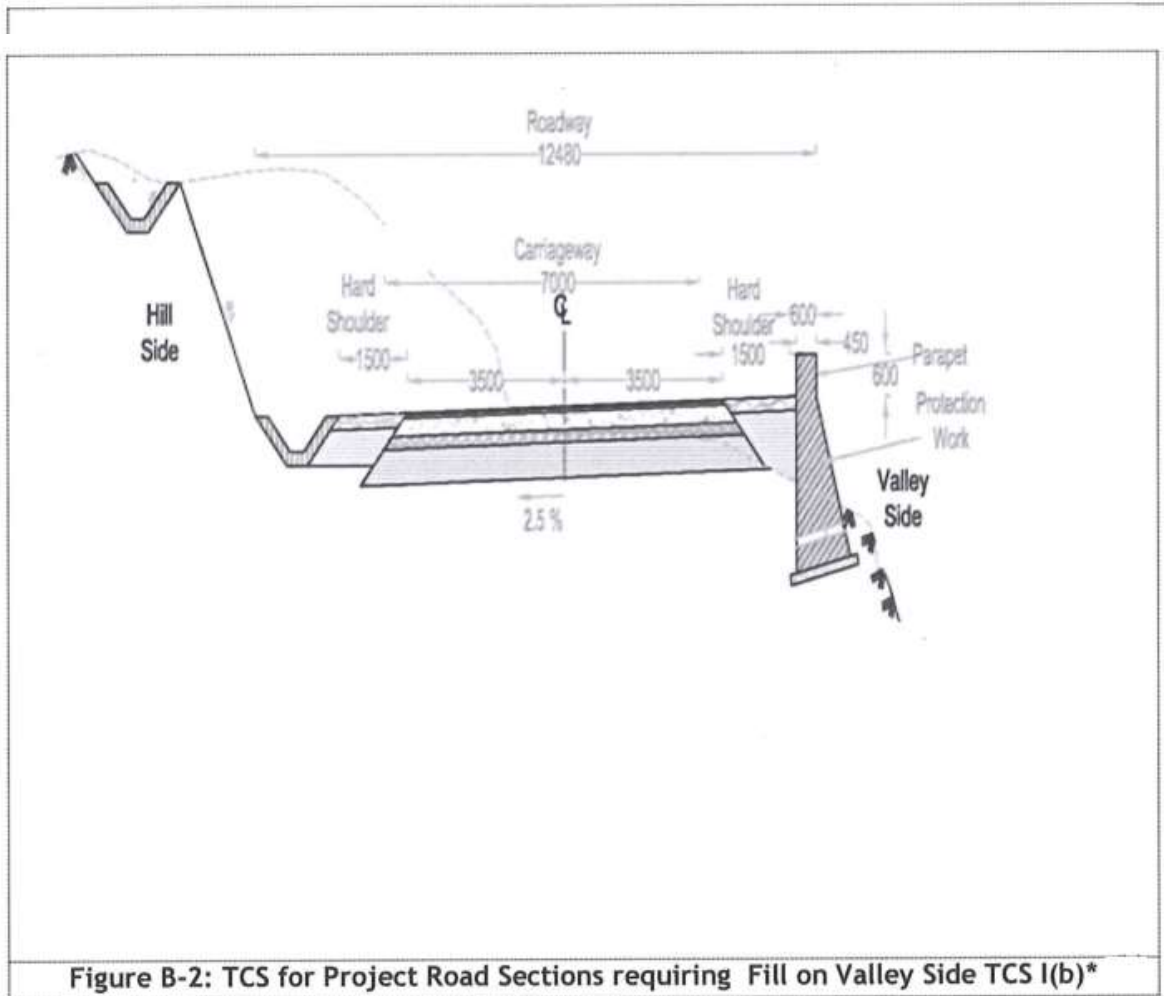 Roadway
12480
Carriageway
7000
Hard
Shoulder
1500
Hard
Shoulder
1500
600
450
600
Parapet
Protection
Work
3500
3500
CL
Hill
Side
Valley
Side
2.5 %
Figure B-2: TCS for Project Road Sections requiring Fill on Valley Side TCS I(b)*